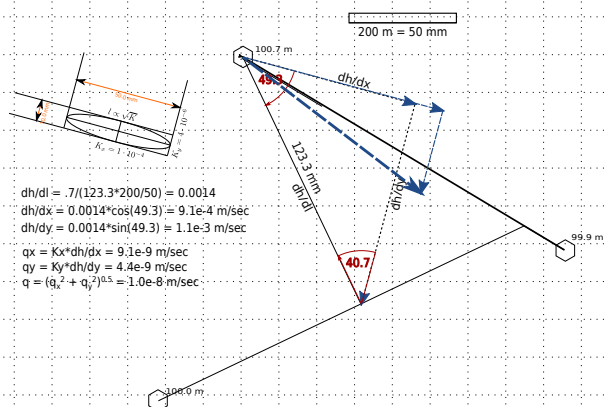 200 m = 50 mm
100.7 m
49.3
dh/dx
l ∝ √K
123.3 mm
dh/dl
dh/dy
dh/dl = .7/(123.3*200/50) = 0.0014
dh/dx = 0.0014*cos(49.3) = 9.1e-4 m/sec
dh/dy = 0.0014*sin(49.3) = 1.1e-3 m/sec
99.9 m
qx = Kx*dh/dx = 9.1e-9 m/sec
qy = Ky*dh/dy = 4.4e-9 m/sec
q = (qₓ² + qᵧ²)⁰·⁵ = 1.0e-8 m/sec
40.7
100.0 m